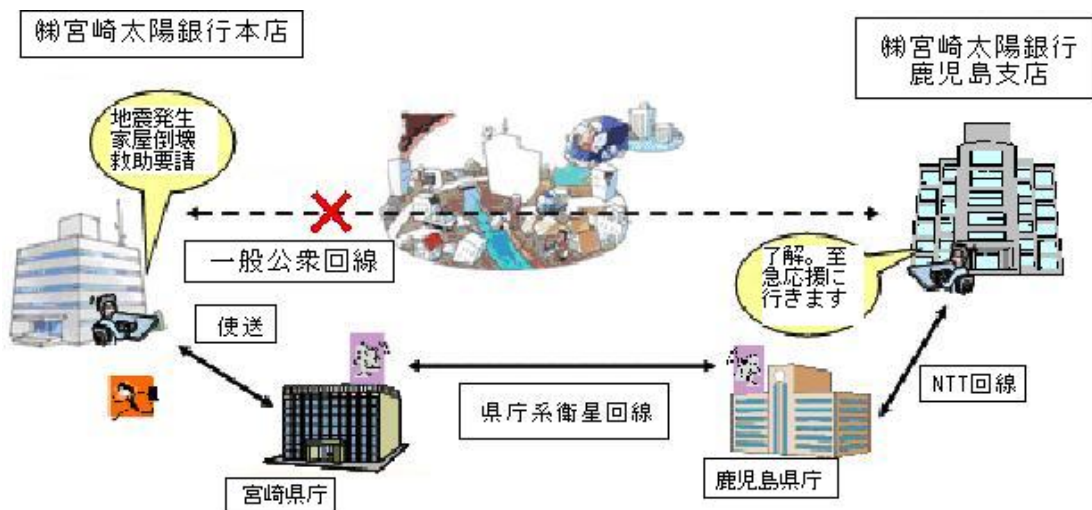 ㈱宮崎太陽銀行本店
㈱宮崎太陽銀行
鹿児島支店
地震発生
家屋倒壊
救助要請
一般公衆回線
了解。至
急応援に
行きます
使送
県庁系衛星回線
NTT回線
宮崎県庁
鹿児島県庁